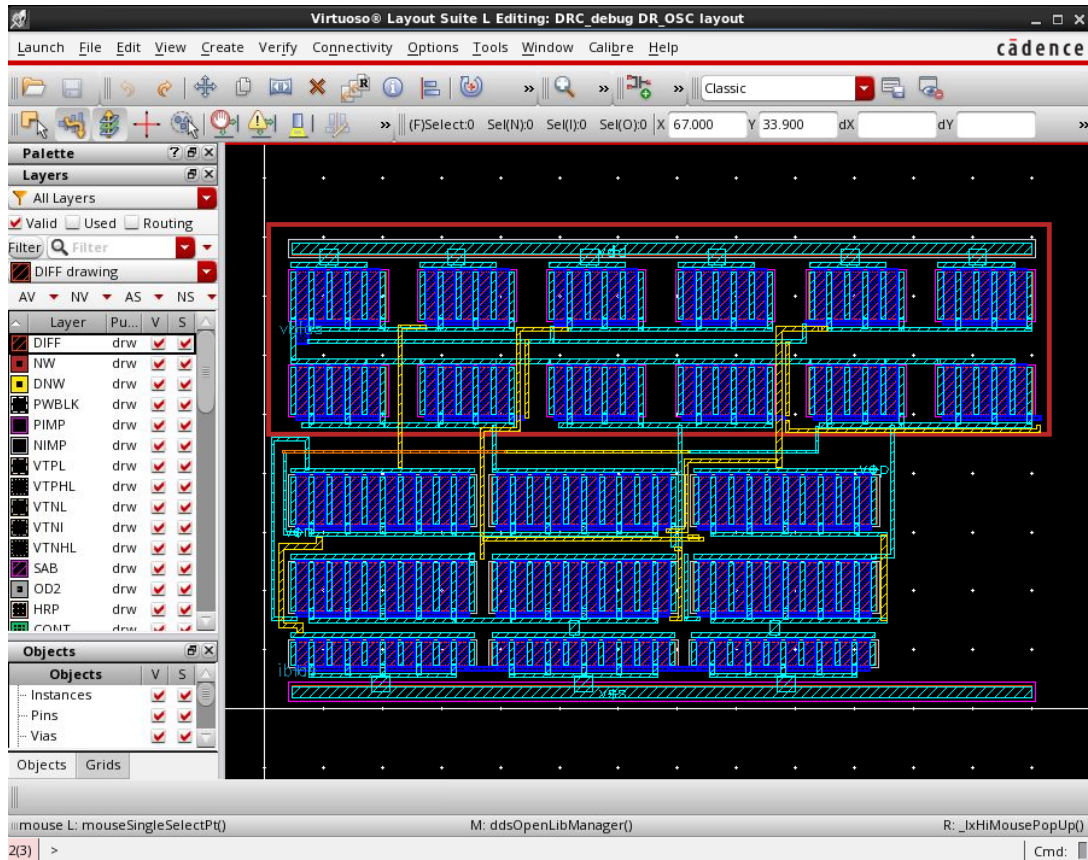 Virtuoso® Layout Suite L Editing: DRC_debug DR_OSC layout
Launch File Edit View Create Verify Connectivity Options Tools Window Calibre Help
cādence
R » » » Classic
» (F)Select:0 Sel(N):0 Sel(I):0 Sel(O):0 X 67.000 Y 33.900 dX dY »
Palette
Layers
All Layers
Valid Used Routing
Filter Filter
DIFF drawing
AV NV AS NS
Layer Pu... V S
DIFF drw
NW drw
DNW drw
PWBLK drw
PIMP drw
NIMP drw
VTPL drw
VTPHL drw
VTNL drw
VTNI drw
VTNHL drw
SAB drw
OD2 drw
HRP drw
CONT drw
Objects
Objects V S
Instances
Pins
Vias
Objects Grids
vdd
vss
mouse L: mouseSingleSelectPt() M: ddsOpenLibManager() R: _lxHiMousePopUp()
2(3) > Cmd: